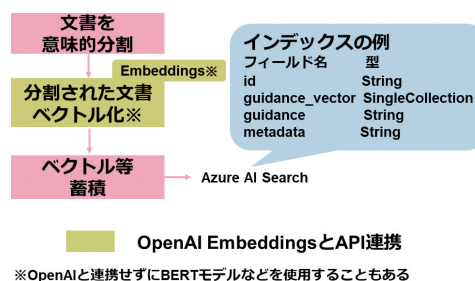 文書を
意味的分割
Embeddings※
分割された文書
ベクトル化※
ベクトル等
蓄積
Azure AI Search
インデックスの例
フィールド名 型
id String
guidance_vector SingleCollection
guidance String
metadata String
OpenAI EmbeddingsとAPI連携
※OpenAIと連携せずにBERTモデルなどを使用することもある